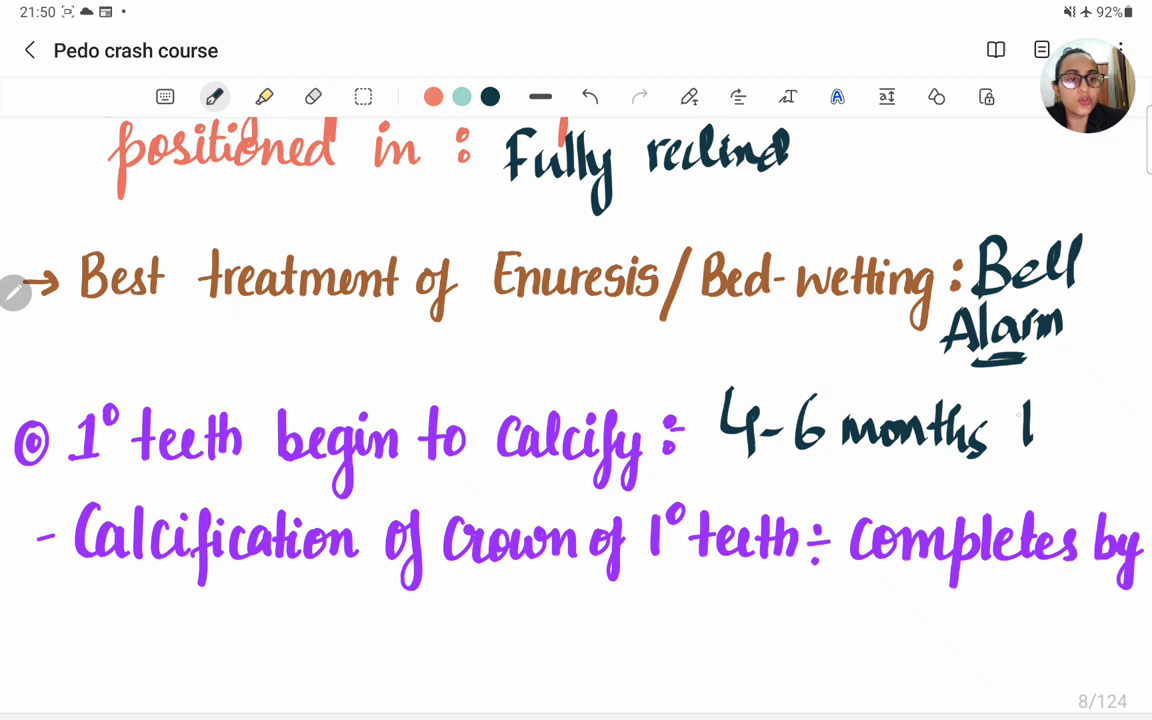 21:50 92%
Pedo crash course
positioned in : Fully reclind
→ Best treatment of Enuresis/Bed-wetting : Bell
Alarm
1° teeth begin to calcify : 4-6 months I
- Calcification of crown of 1° teeth ÷ completes by
8/124